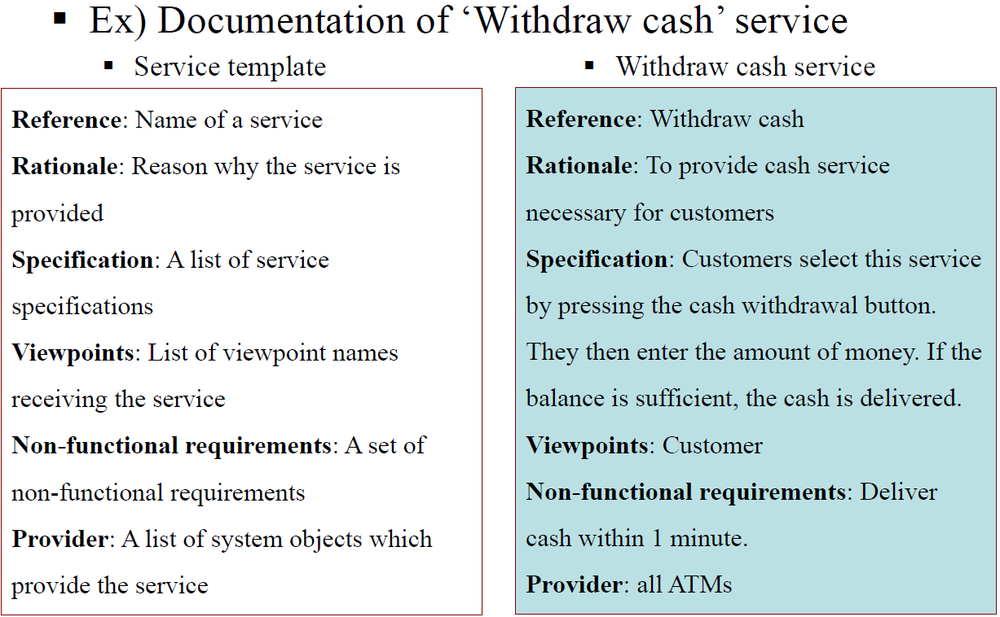 ▪ Ex) Documentation of ‘Withdraw cash’ service
▪ Service template
Reference: Name of a service
Rationale: Reason why the service is
provided
Specification: A list of service
specifications
Viewpoints: List of viewpoint names
receiving the service
Non-functional requirements: A set of
non-functional requirements
Provider: A list of system objects which
provide the service
▪ Withdraw cash service
Reference: Withdraw cash
Rationale: To provide cash service
necessary for customers
Specification: Customers select this service
by pressing the cash withdrawal button.
They then enter the amount of money. If the
balance is sufficient, the cash is delivered.
Viewpoints: Customer
Non-functional requirements: Deliver
cash within 1 minute.
Provider: all ATMs